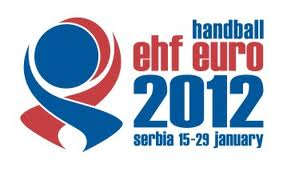 handball
ehf euro
2012
serbia 15-29 january